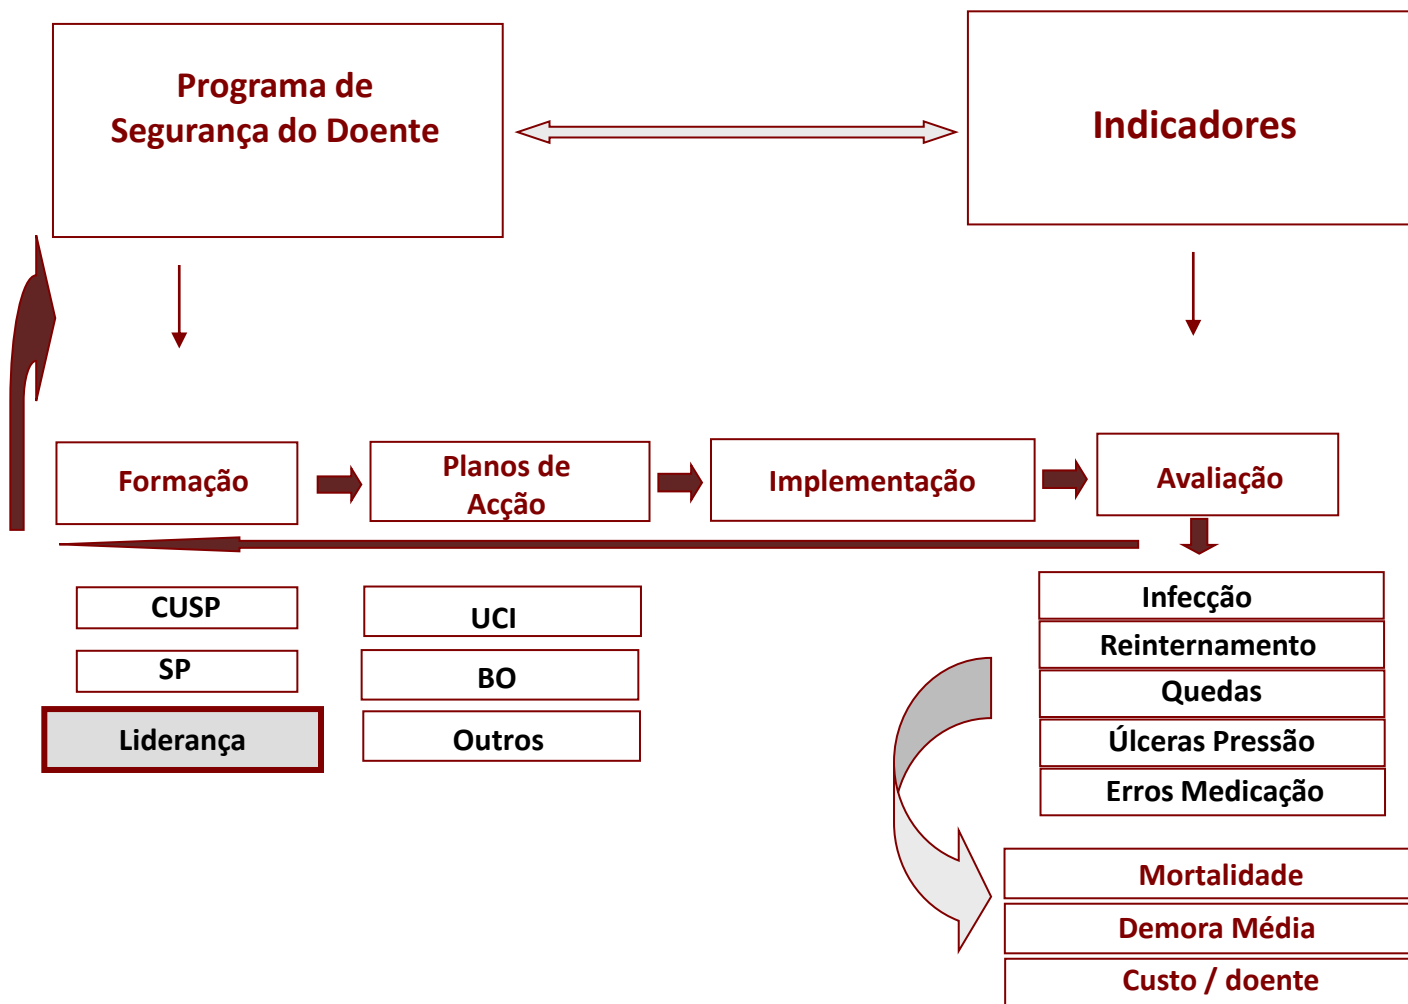 Programa de
Segurança do Doente
Indicadores
Formação
Planos de
Acção
Implementação
Avaliação
CUSP
SP
Liderança
UCI
BO
Outros
Infecção
Reinternamento
Quedas
Úlceras Pressão
Erros Medicação
Mortalidade
Demora Média
Custo / doente